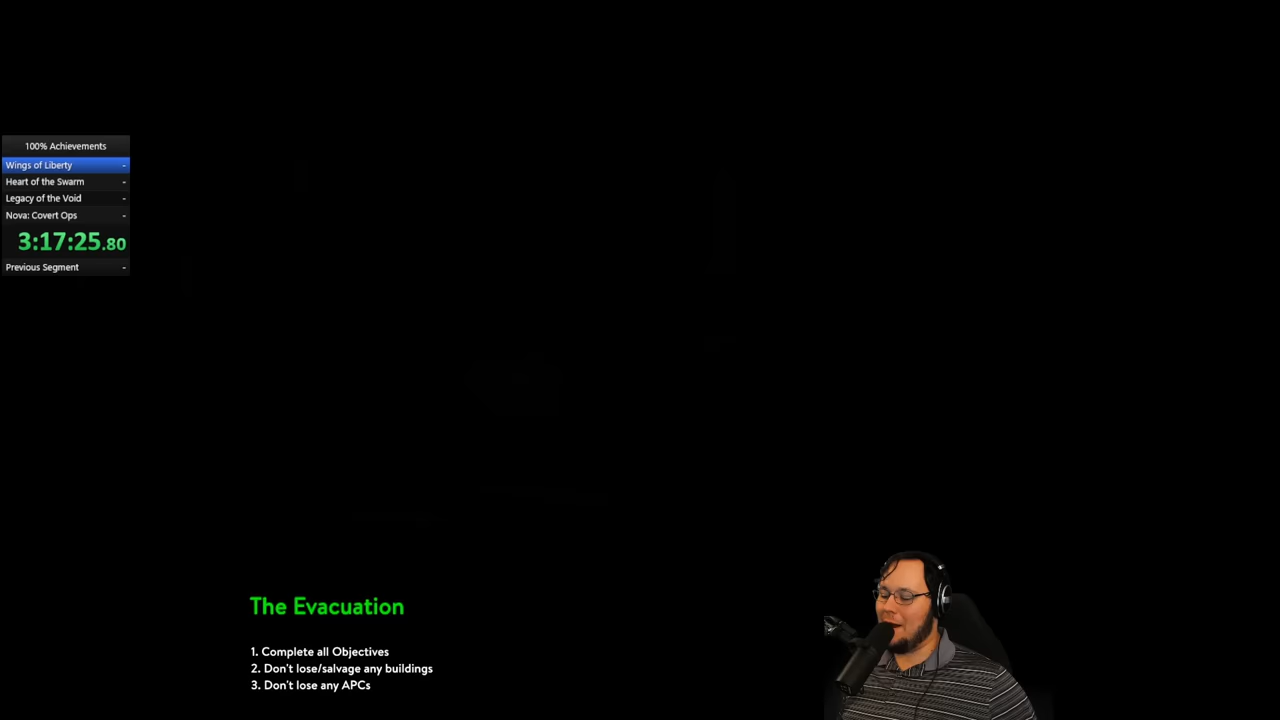 100% Achievements
Wings of Liberty -
Heart of the Swarm -
Legacy of the Void -
Nova: Covert Ops -
3:17:25.80
Previous Segment -
The Evacuation
1. Complete all Objectives
2. Don't lose/salvage any buildings
3. Don't lose any APCs